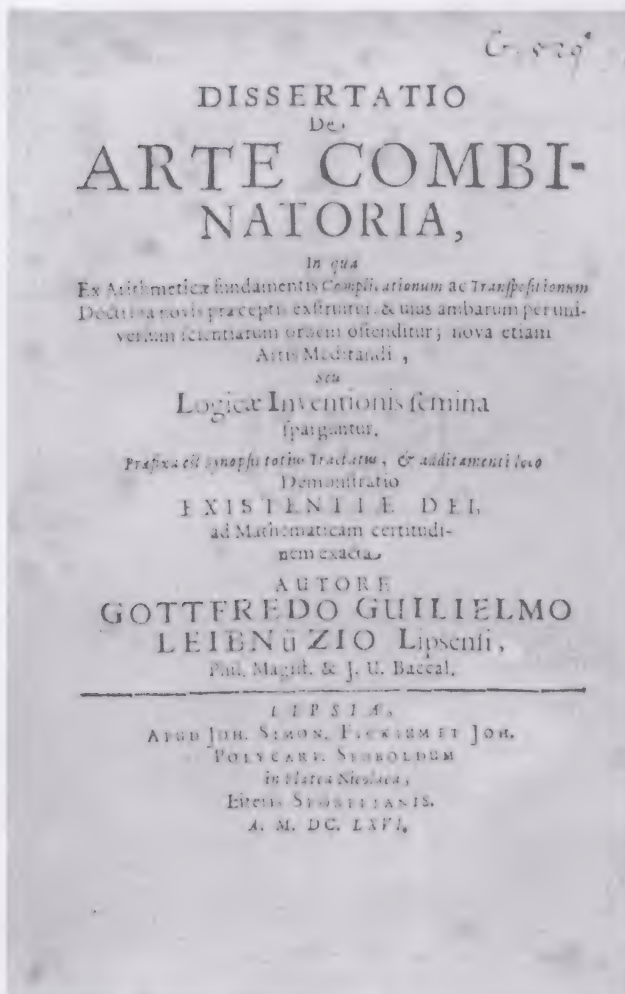 DISSERTATIO
De
ARTE COMBI-
NATORIA,
In qua
Ex Arithmeticæ fundamentis Complicationum ac Transpositionum
Doctrina novis præceptis exstruitur, & usus ambarum per uni-
versum scientiarum orbem ostenditur; nova etiam
Artis Meditandi,
seu
Logicæ Inventionis semina
sparguntur.
Præfixa est synopsis totius Tractatus, & additamenti loco
Demonstratio
EXISTENTIÆ DEI,
ad Mathematicam certitudi-
nem exacta
AUTORE
GOTTFREDO GUILIELMO
LEIBNüZIO Lipsensi,
Phil. Magist. & J. U. Baccal.
LIPSIÆ,
APUD JOH. SIMON. FICKIUM ET JOH.
POLYCARP. SEUBOLDUM
in Platea Nicolaea,
Literis SPÖRELIANIS.
A. M. DC. LXVI.